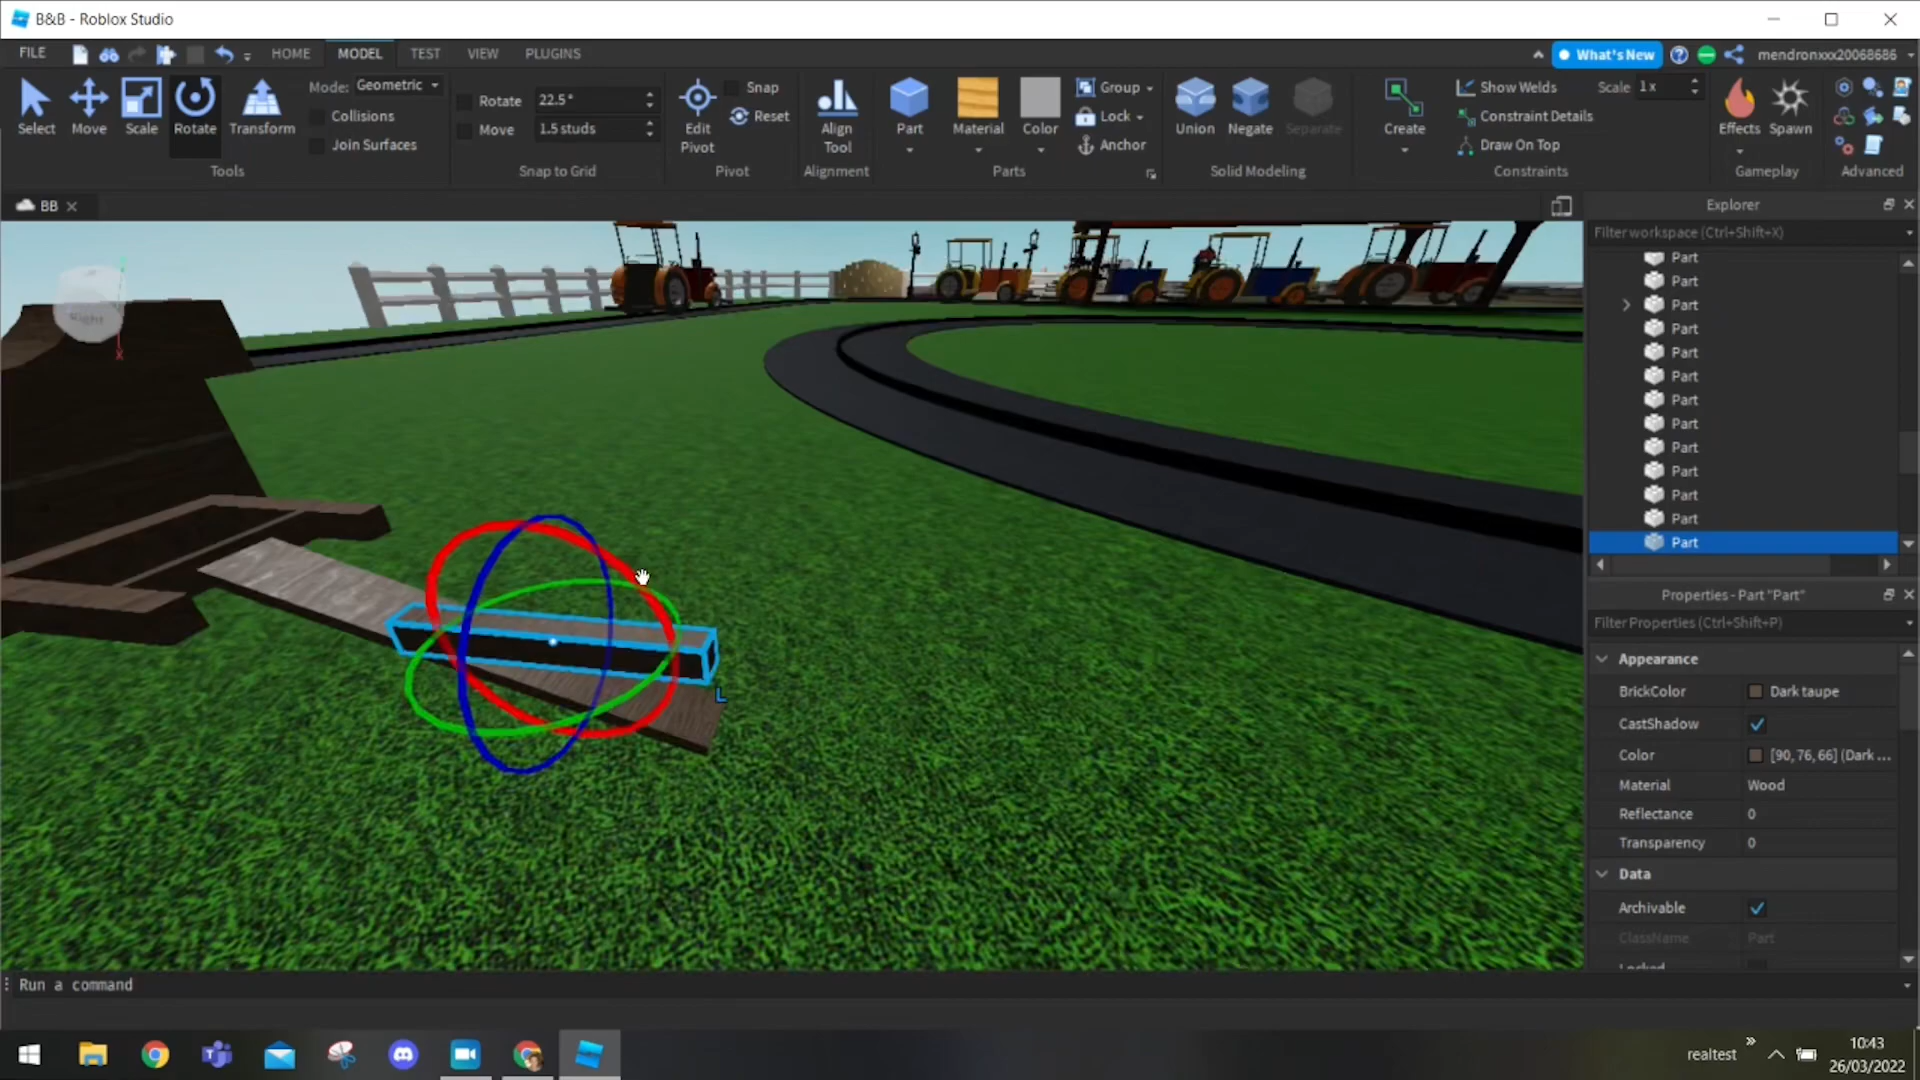 B&B - Roblox Studio
FILE HOME MODEL TEST VIEW PLUGINS What's New mendronxxx20068686
Select Move Scale Rotate Transform
Mode: Geometric
Collisions
Join Surfaces
Tools
Rotate 22.5°
Move 1.5 studs
Snap to Grid
Edit Pivot
Snap
Reset
Pivot
Align Tool
Alignment
Part Material Color
Group
Lock
Anchor
Parts
Union Negate Separate
Solid Modeling
Create
Show Welds Scale 1 x
Constraint Details
Draw On Top
Constraints
Effects Spawn
Gameplay
Advanced
BB
Right
X
L
Explorer
Filter workspace (Ctrl+Shift+X)
Part
Part
Part
Part
Part
Part
Part
Part
Part
Part
Part
Part
Part
Properties - Part "Part"
Filter Properties (Ctrl+Shift+P)
Appearance
BrickColor Dark taupe
CastShadow
Color [90, 76, 66] (Dark ...
Material Wood
Reflectance 0
Transparency 0
Data
Archivable
ClassName Part
Locked
Run a command
realtest
10:43
26/03/2022